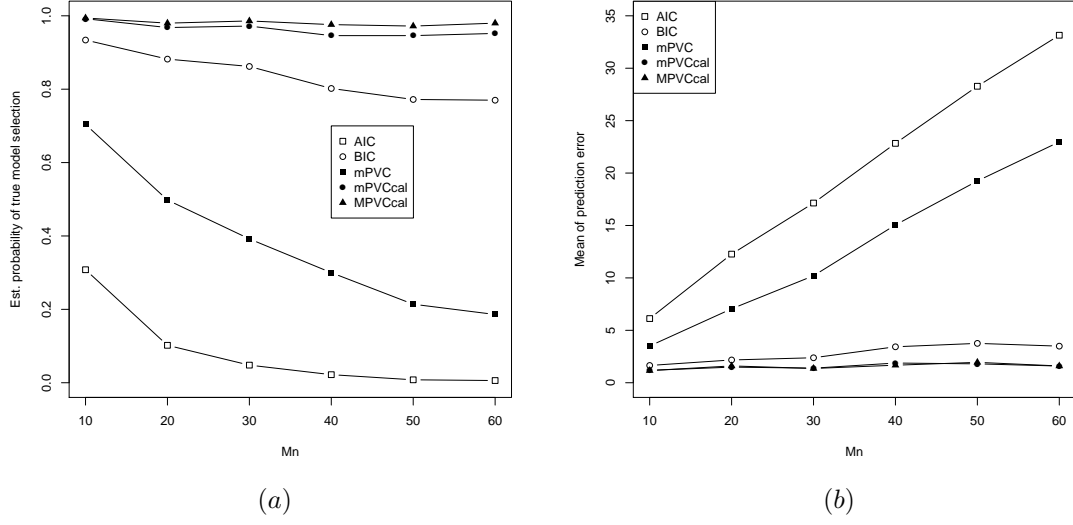 Est. probability of true model selection
1.0
0.8
0.6
0.4
0.2
0.0
AIC
BIC
mPVC
mPVCcal
MPVCcal
10 20 30 40 50 60
Mn
(a)
Mean of prediction error
35
30
25
20
15
10
5
0
AIC
BIC
mPVC
mPVCcal
MPVCcal
10 20 30 40 50 60
Mn
(b)